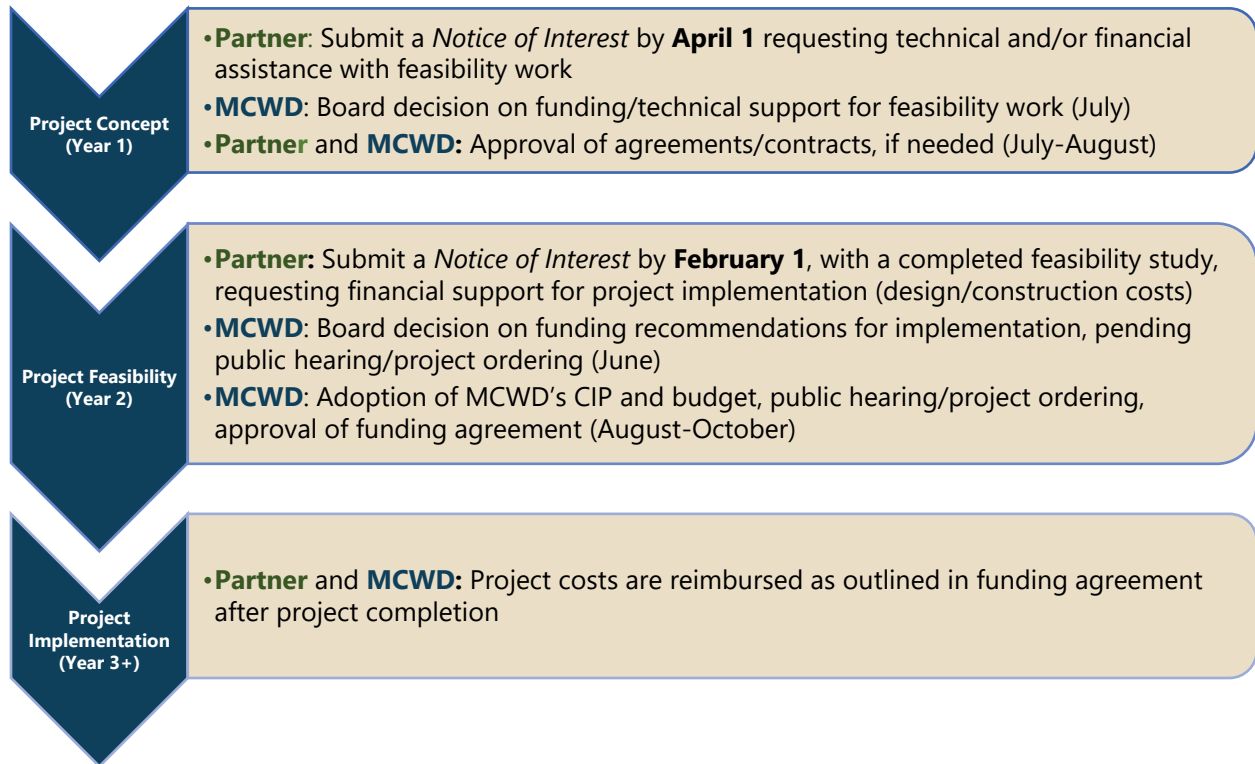 Project Concept
(Year 1)
•Partner: Submit a Notice of Interest by April 1 requesting technical and/or financial
assistance with feasibility work
•MCWD: Board decision on funding/technical support for feasibility work (July)
•Partner and MCWD: Approval of agreements/contracts, if needed (July-August)
Project Feasibility
(Year 2)
•Partner: Submit a Notice of Interest by February 1, with a completed feasibility study,
requesting financial support for project implementation (design/construction costs)
•MCWD: Board decision on funding recommendations for implementation, pending
public hearing/project ordering (June)
•MCWD: Adoption of MCWD’s CIP and budget, public hearing/project ordering,
approval of funding agreement (August-October)
Project
Implementation
(Year 3+)
•Partner and MCWD: Project costs are reimbursed as outlined in funding agreement
after project completion